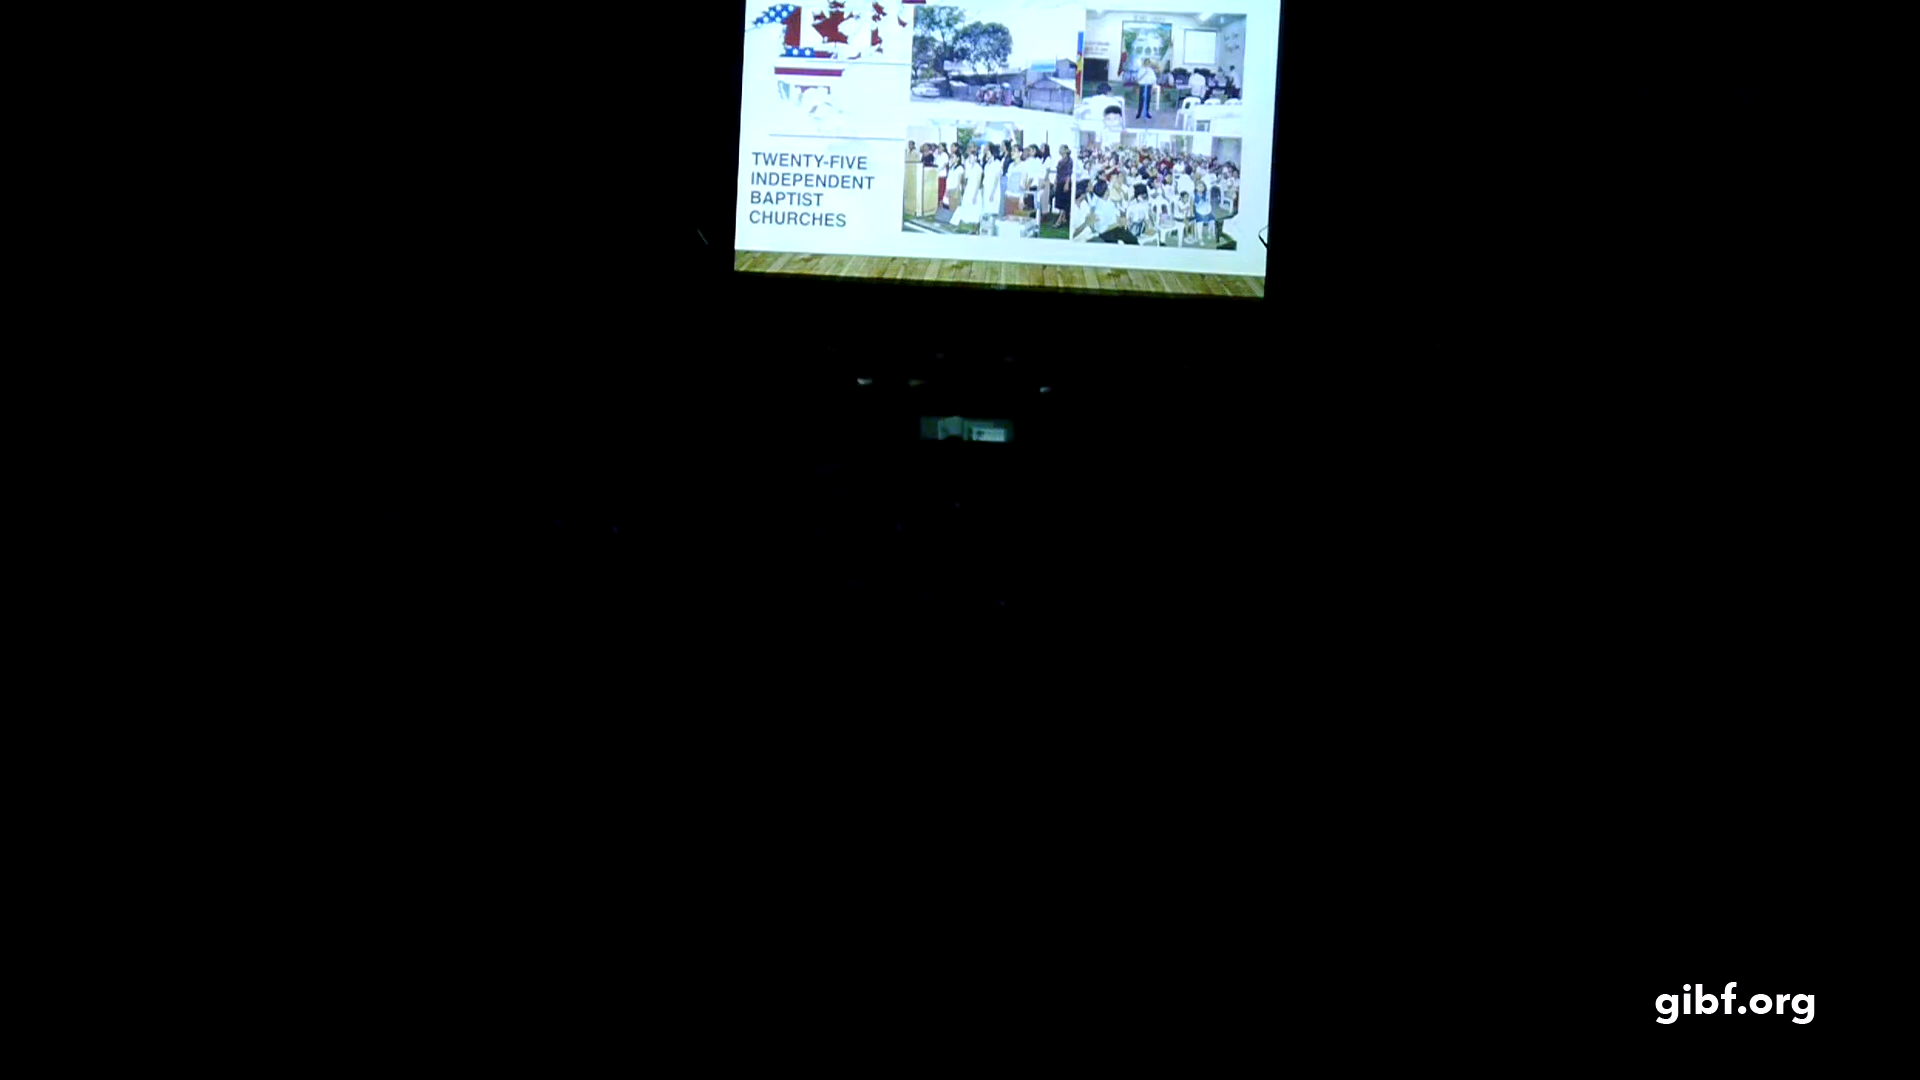 TWENTY-FIVE
INDEPENDENT
BAPTIST
CHURCHES
gibf.org